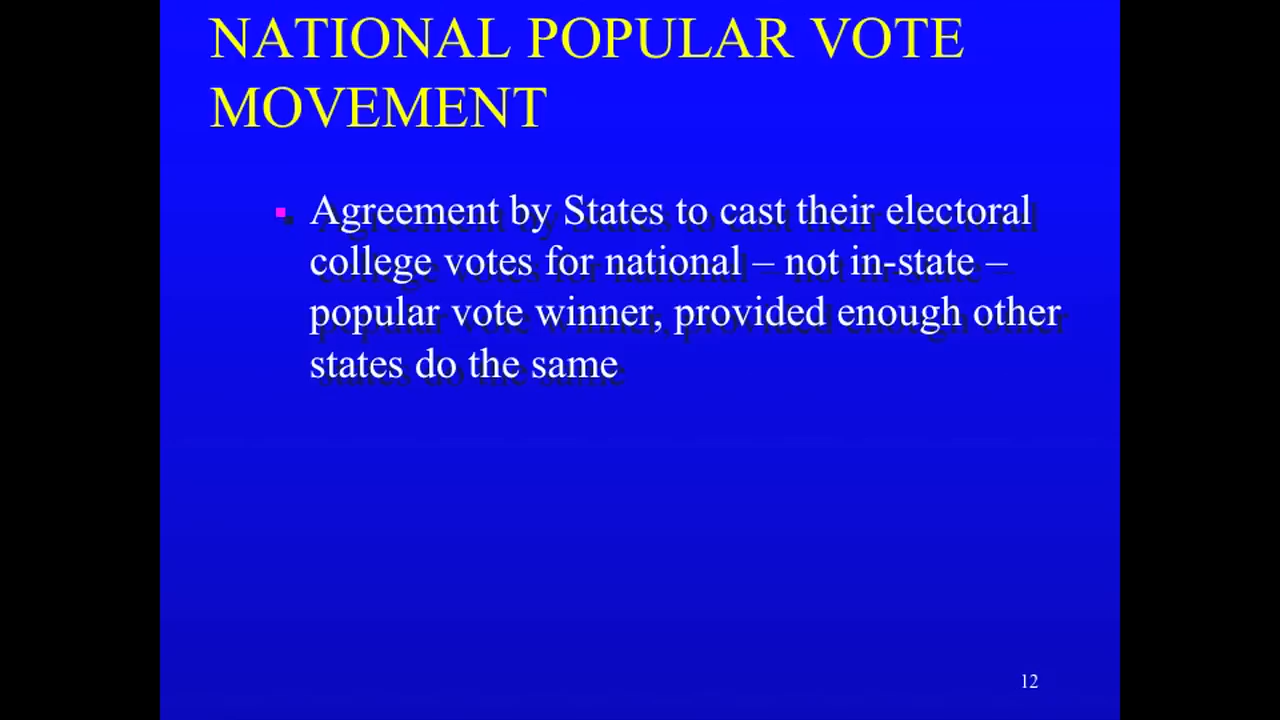 NATIONAL POPULAR VOTE
MOVEMENT
Agreement by States to cast their electoral
college votes for national – not in-state –
popular vote winner, provided enough other
states do the same
12